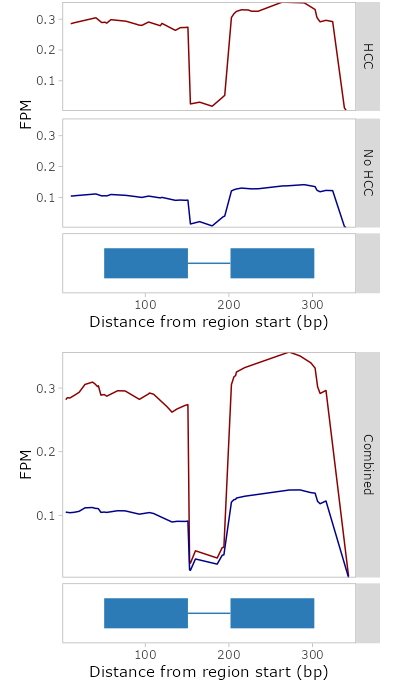 0.3
0.2
0.1
HCC
FPM
0.3
0.2
0.1
No HCC
100
200
300
Distance from region start (bp)
0.3
0.2
0.1
FPM
Combined
100
200
300
Distance from region start (bp)